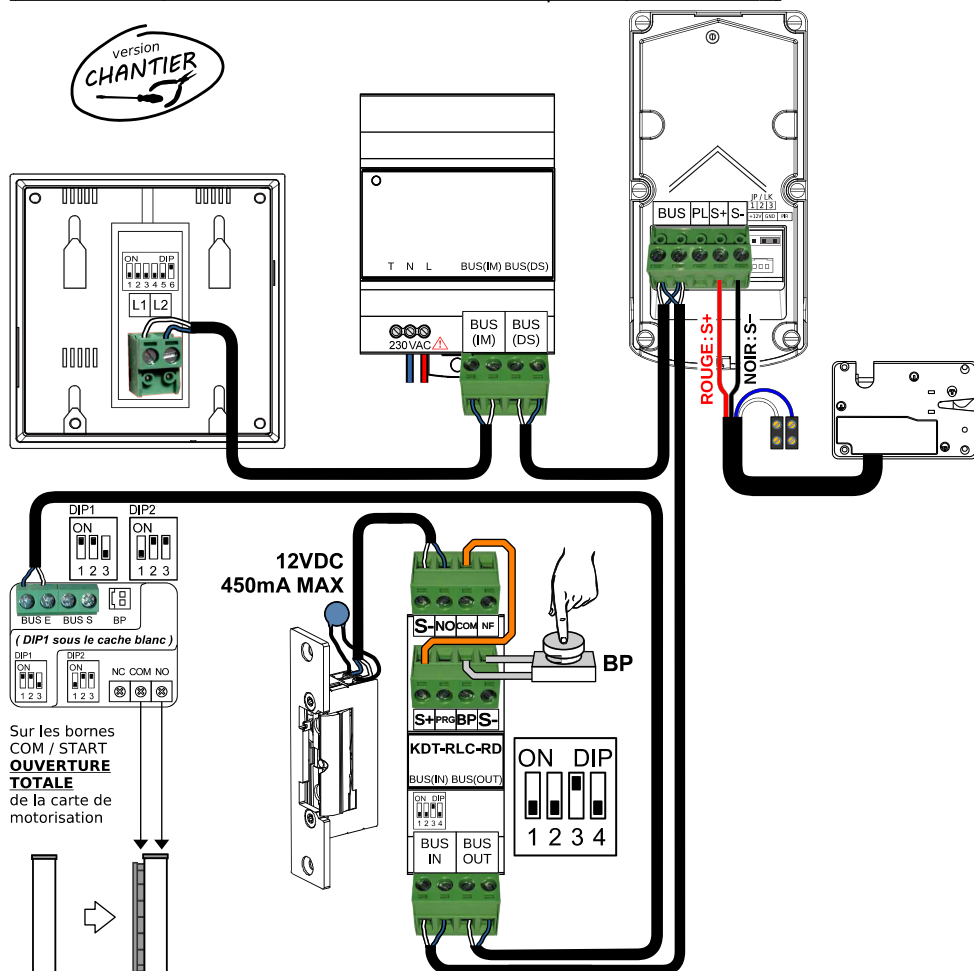 version
CHANTIER
ON DIP
1 2 3 4 5 6
L1 L2
T N L BUS(IM) BUS(DS)
230VAC
BUS (IM)
BUS (DS)
JP / LK
1 2 3
BUS PL S+ S-
+12V GND PIR
ROUGE: S+
NOIR: S-
DIP1
ON
1 2 3
DIP2
ON
1 2 3
BUS E BUS S BP
( DIP1 sous le cache blanc )
DIP1
ON
1 2 3
DIP2
ON
1 2 3
NC COM NO
Sur les bornes
COM / START
OUVERTURE
TOTALE
de la carte de
motorisation
12VDC
450mA MAX
S- NO COM NF
BP
S+ PRG BP S-
KDT-RLC-RD
BUS(IN) BUS(OUT)
ON DIP
1 2 3 4
BUS IN
BUS OUT
ON DIP
1 2 3 4